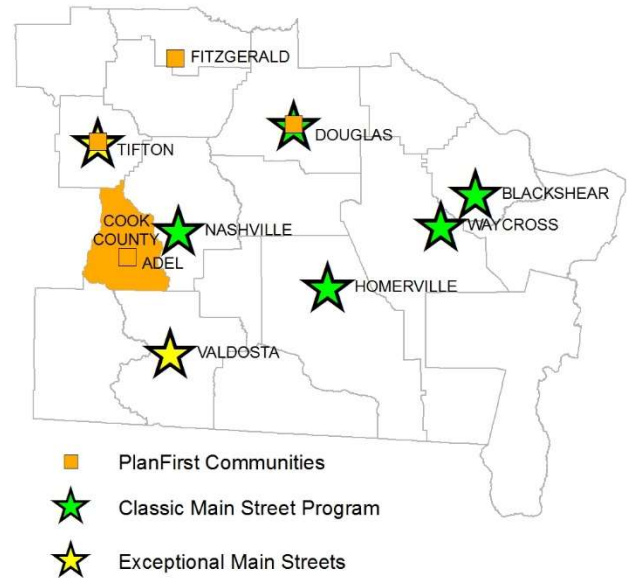 FITZGERALD
DOUGLAS
TIFTON
BLACKSHEAR
COOK
COUNTY
NASHVILLE
WAYCROSS
ADEL
HOMERVILLE
VALDOSTA
PlanFirst Communities
Classic Main Street Program
Exceptional Main Streets